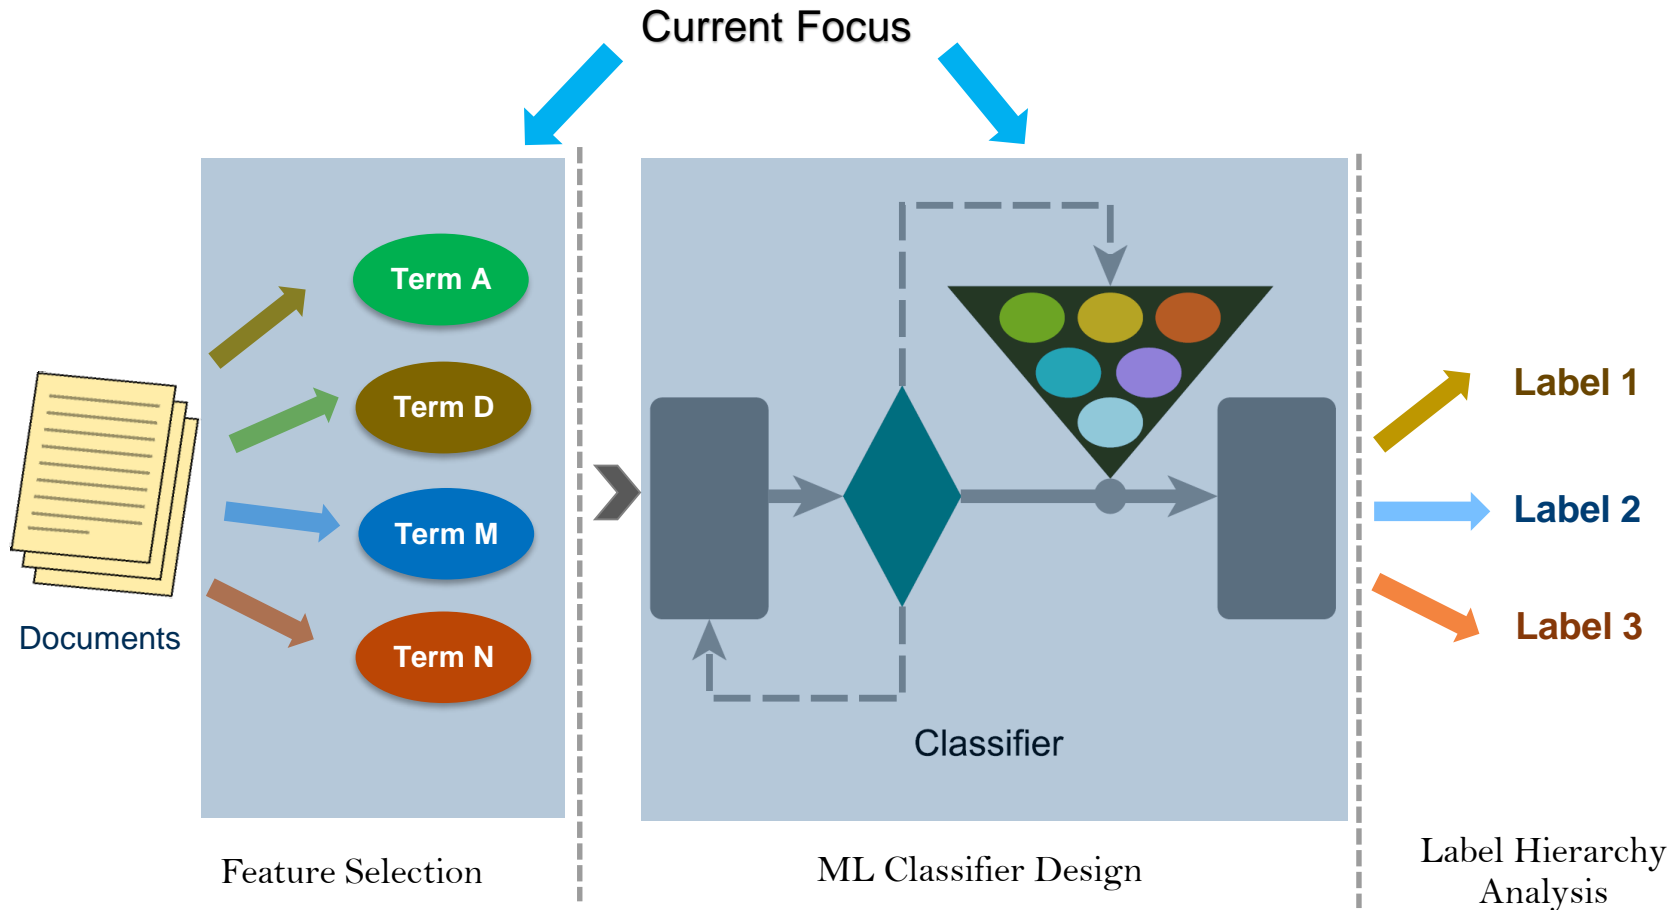 Current Focus
Term A
Term D
Term M
Term N
Documents
Classifier
Label 1
Label 2
Label 3
Feature Selection
ML Classifier Design
Label Hierarchy
Analysis